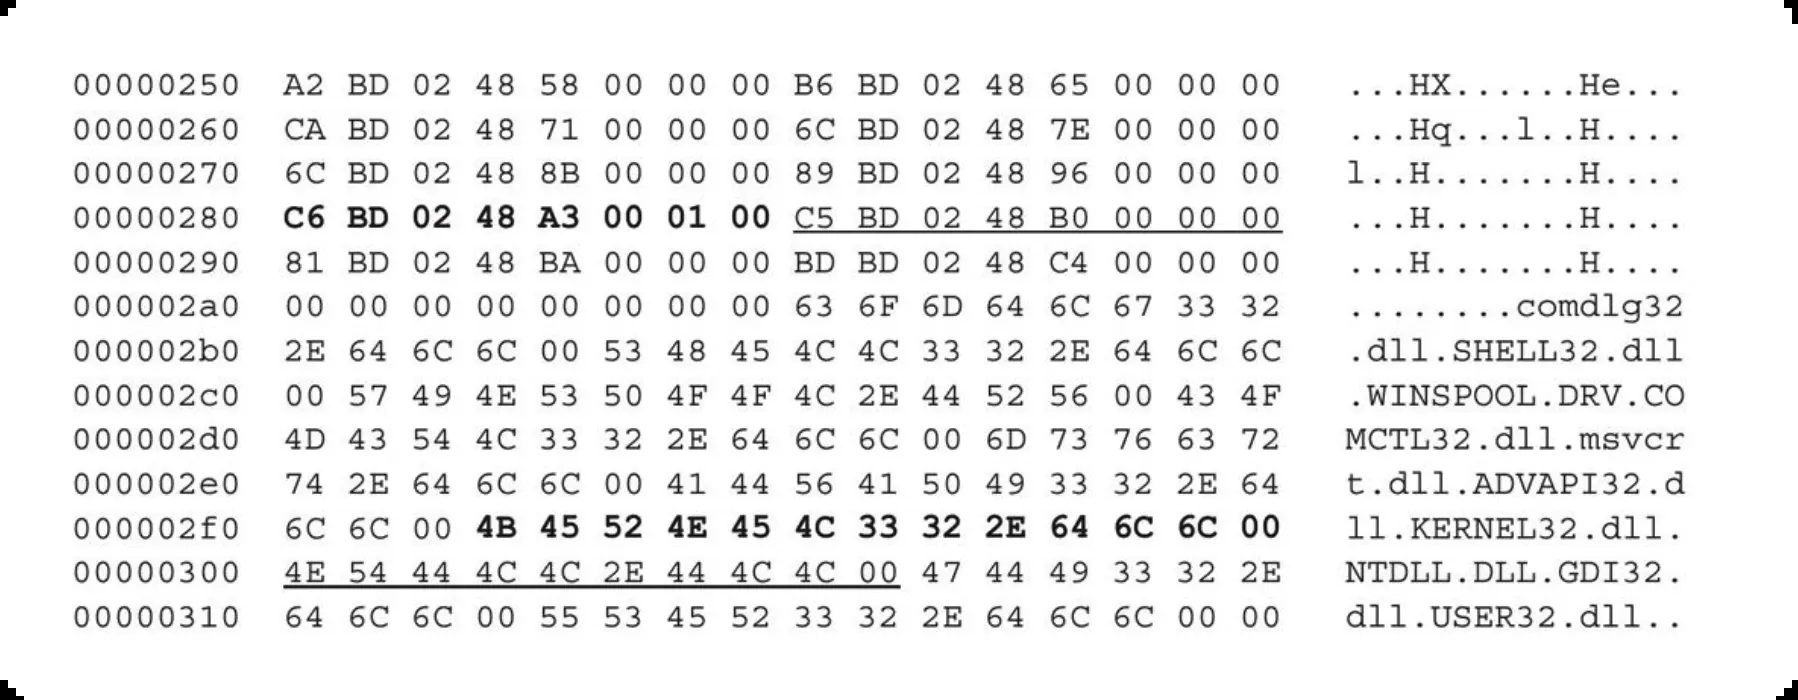 00000250 A2 BD 02 48 58 00 00 00 B6 BD 02 48 65 00 00 00 ...HX......He...
00000260 CA BD 02 48 71 00 00 00 6C BD 02 48 7E 00 00 00 ...Hq...l..H....
00000270 6C BD 02 48 8B 00 00 00 89 BD 02 48 96 00 00 00 l..H.......H....
00000280 C6 BD 02 48 A3 00 01 00 C5 BD 02 48 B0 00 00 00 ...H.......H....
00000290 81 BD 02 48 BA 00 00 00 BD BD 02 48 C4 00 00 00 ...H.......H....
000002a0 00 00 00 00 00 00 00 00 63 6F 6D 64 6C 67 33 32 ........comdlg32
000002b0 2E 64 6C 6C 00 53 48 45 4C 4C 33 32 2E 64 6C 6C .dll.SHELL32.dll
000002c0 00 57 49 4E 53 50 4F 4F 4C 2E 44 52 56 00 43 4F .WINSPOOL.DRV.CO
000002d0 4D 43 54 4C 33 32 2E 64 6C 6C 00 6D 73 76 63 72 MCTL32.dll.msvcr
000002e0 74 2E 64 6C 6C 00 41 44 56 41 50 49 33 32 2E 64 t.dll.ADVAPI32.d
000002f0 6C 6C 00 4B 45 52 4E 45 4C 33 32 2E 64 6C 6C 00 ll.KERNEL32.dll.
00000300 4E 54 44 4C 4C 2E 44 4C 4C 00 47 44 49 33 32 2E NTDLL.DLL.GDI32.
00000310 64 6C 6C 00 55 53 45 52 33 32 2E 64 6C 6C 00 00 dll.USER32.dll..